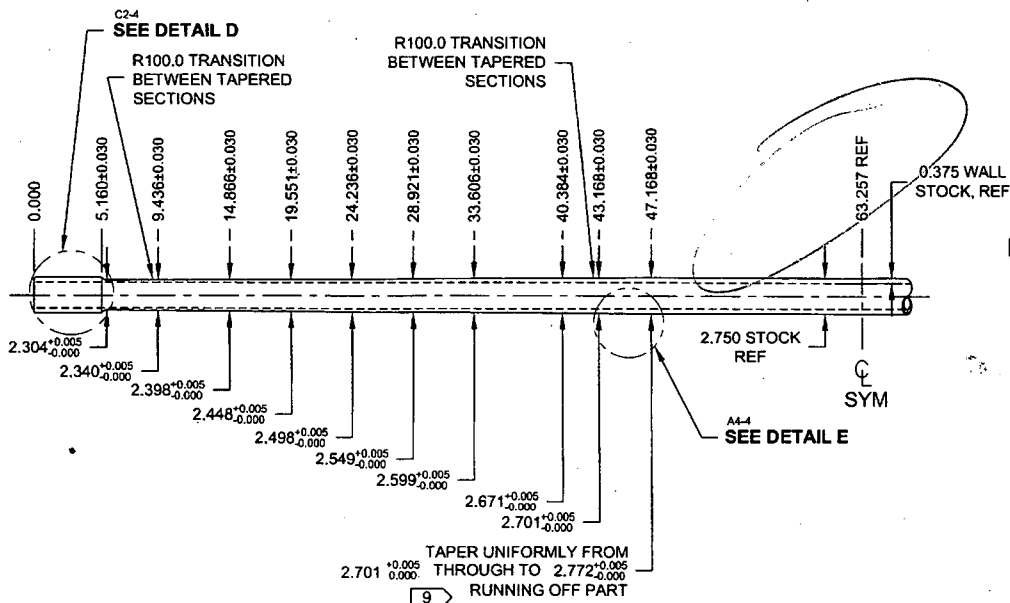 C2-4
SEE DETAIL D
R100.0 TRANSITION
BETWEEN TAPERED
SECTIONS
R100.0 TRANSITION
BETWEEN TAPERED
SECTIONS
0.000
5.160±0.030
9.436±0.030
14.866±0.030
19.551±0.030
24.236±0.030
28.921±0.030
33.606±0.030
40.384±0.030
43.168±0.030
47.168±0.030
63.257 REF
0.375 WALL
STOCK, REF
2.304 +0.005 -0.000
2.340 +0.005 -0.000
2.398 +0.005 -0.000
2.448 +0.005 -0.000
2.498 +0.005 -0.000
2.549 +0.005 -0.000
2.599 +0.005 -0.000
2.671 +0.005 -0.000
2.701 +0.005 -0.000
2.750 STOCK
REF
℄
SYM
A4-4
SEE DETAIL E
TAPER UNIFORMLY FROM
2.701 +0.005 0.000 THROUGH TO 2.772 +0.005 -0.000
RUNNING OFF PART
9